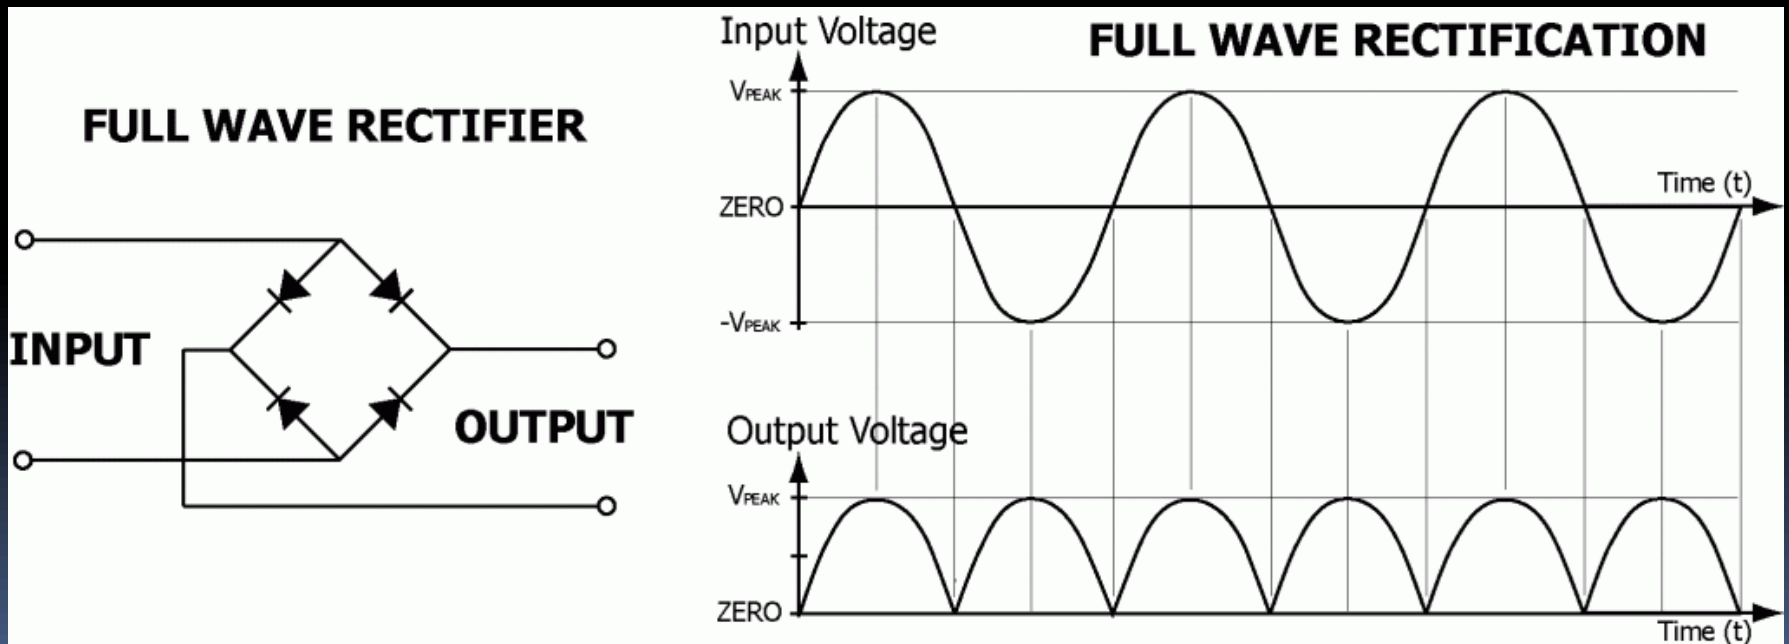 FULL WAVE RECTIFIER
INPUT
OUTPUT
Input Voltage
FULL WAVE RECTIFICATION
VPEAK
Time (t)
ZERO
-VPEAK
Output Voltage
VPEAK
ZERO
Time (t)